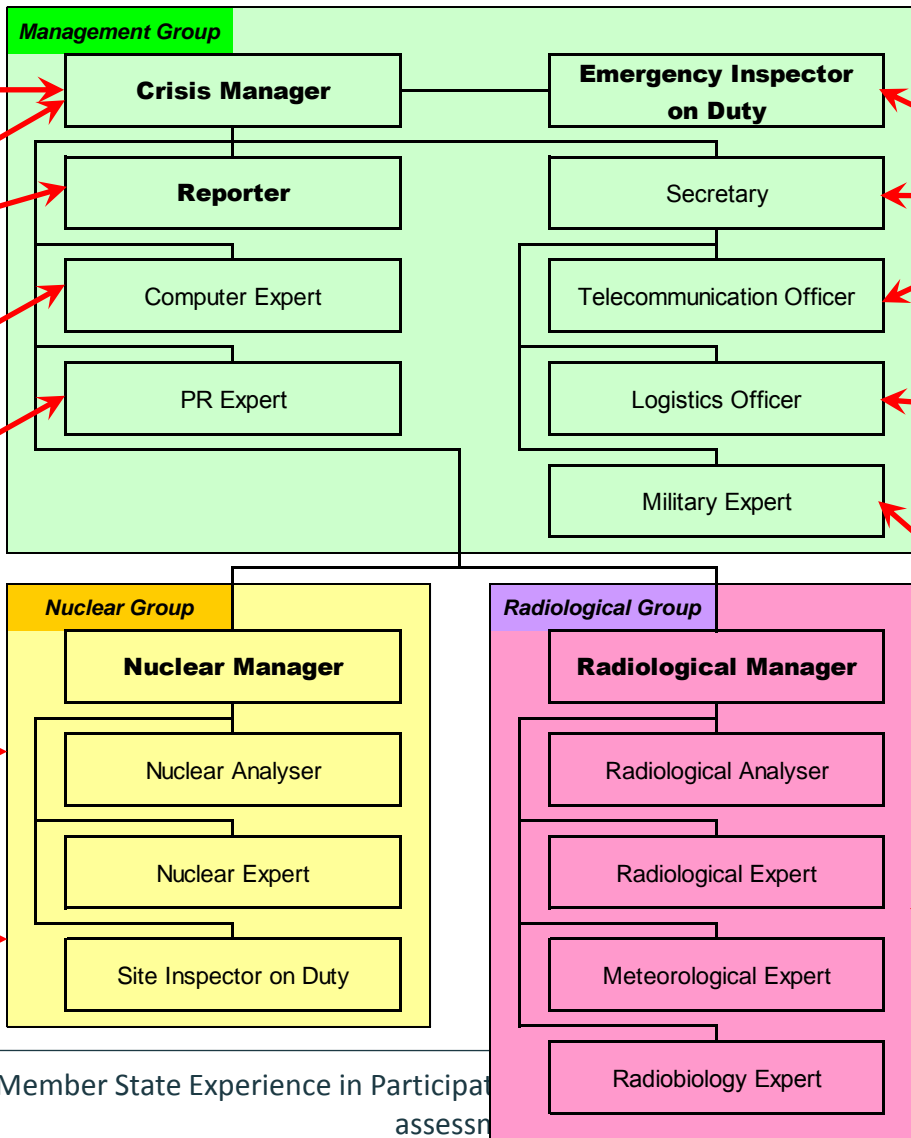 Management Group
Crisis Manager
Emergency Inspector
on Duty
Reporter
Secretary
Computer Expert
Telecommunication Officer
PR Expert
Logistics Officer
Military Expert
Nuclear Group
Nuclear Manager
Nuclear Analyser
Nuclear Expert
Site Inspector on Duty
Radiological Group
Radiological Manager
Radiological Analyser
Radiological Expert
Meteorological Expert
Radiobiology Expert
Member State Experience in Participat
assessm